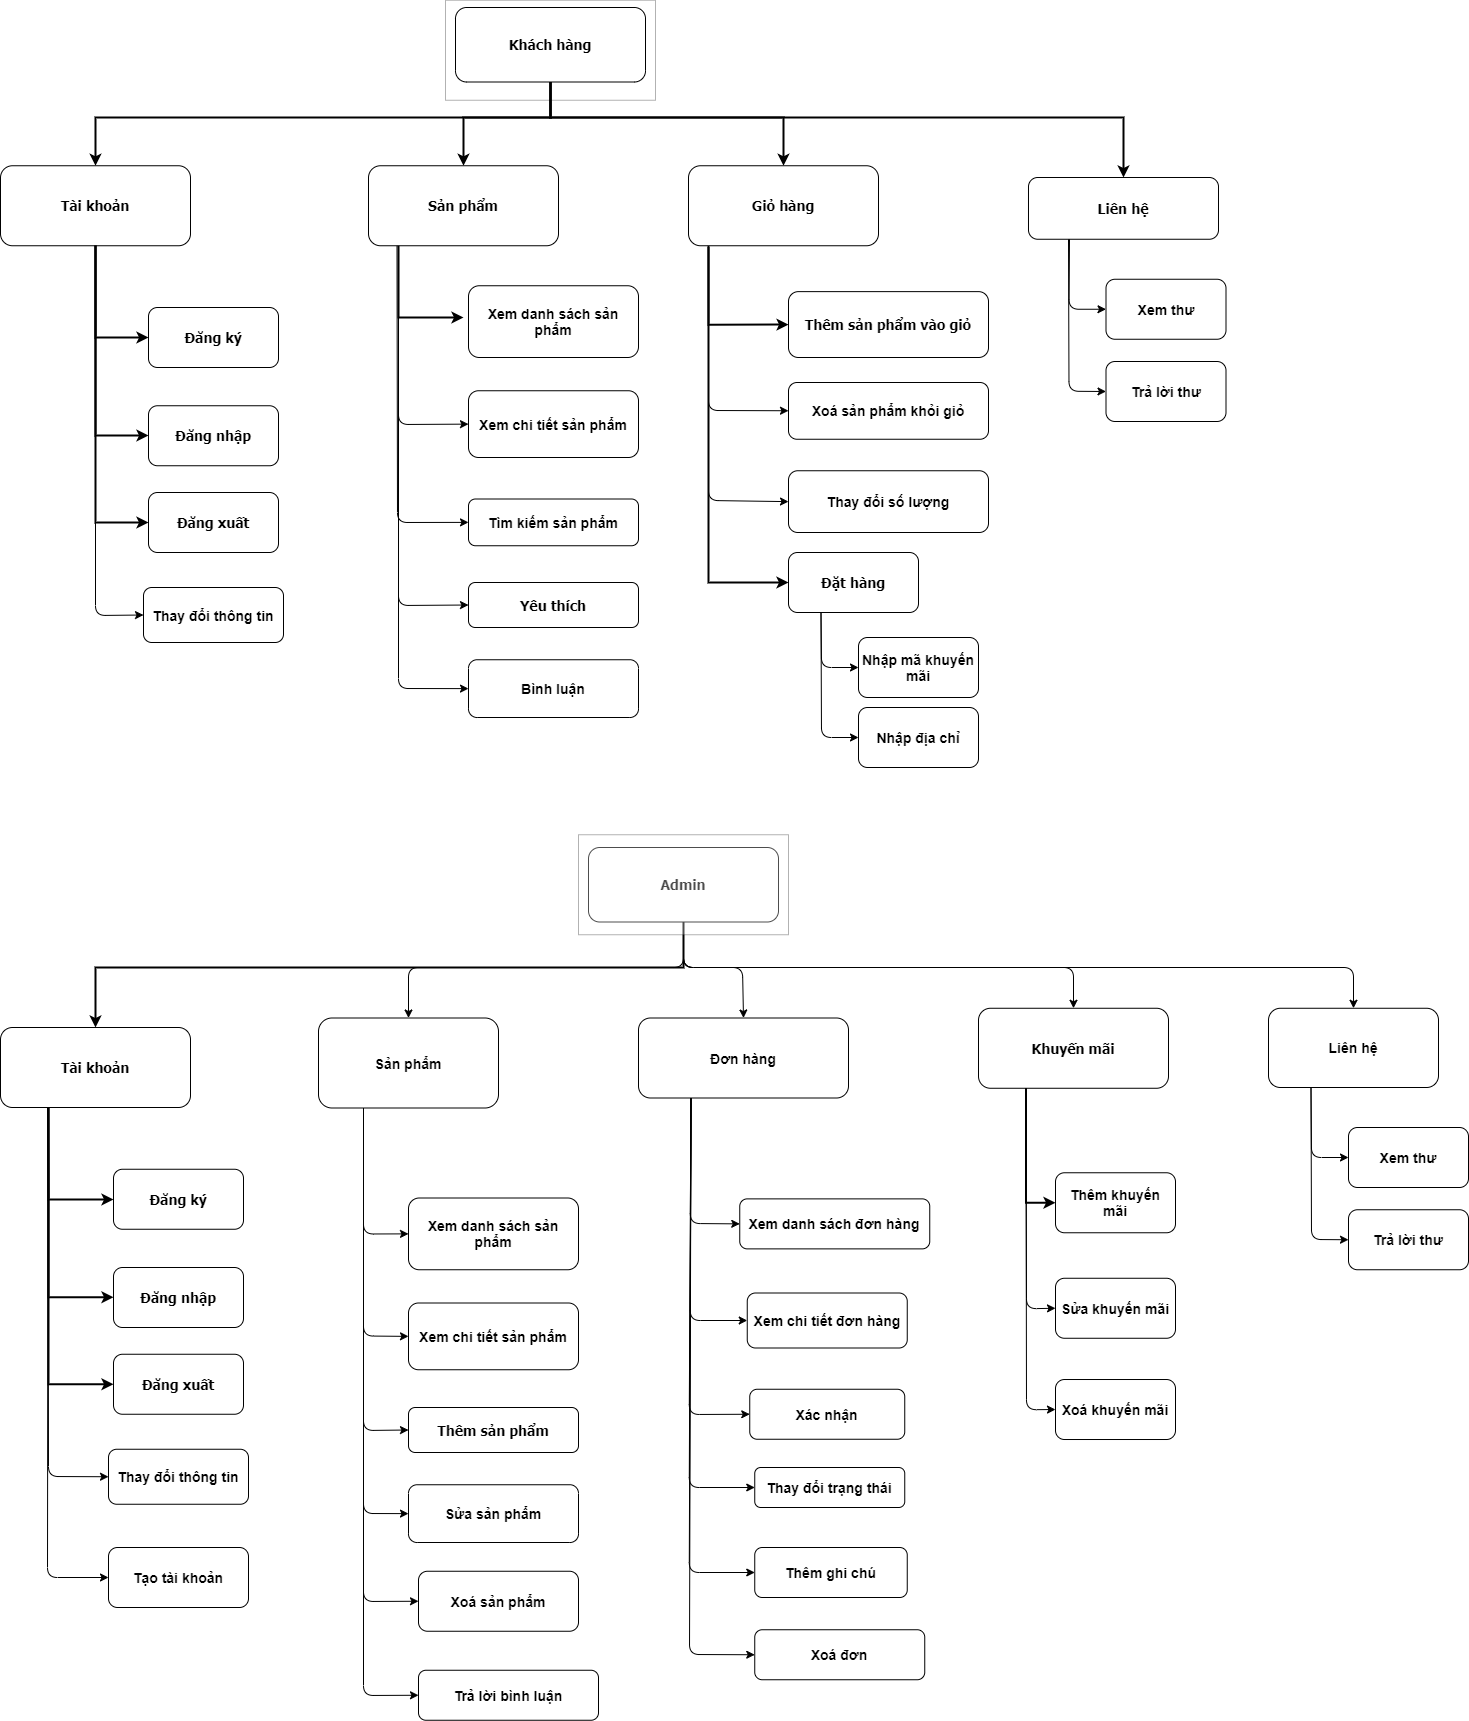 Khách hàng
Tài khoản
Sản phẩm
Giỏ hàng
Liên hệ
Đăng ký
Đăng nhập
Đăng xuất
Thay đổi thông tin
Xem danh sách sản
phẩm
Xem chi tiết sản phẩm
Tìm kiếm sản phẩm
Yêu thích
Bình luận
Thêm sản phẩm vào giỏ
Xoá sản phẩm khỏi giỏ
Thay đổi số lượng
Đặt hàng
Nhập mã khuyến
mãi
Nhập địa chỉ
Xem thư
Trả lời thư
Admin
Tài khoản
Sản phẩm
Đơn hàng
Khuyến mãi
Liên hệ
Đăng ký
Đăng nhập
Đăng xuất
Thay đổi thông tin
Tạo tài khoản
Xem danh sách sản
phẩm
Xem chi tiết sản phẩm
Thêm sản phẩm
Sửa sản phẩm
Xoá sản phẩm
Trả lời bình luận
Xem danh sách đơn hàng
Xem chi tiết đơn hàng
Xác nhận
Thay đổi trạng thái
Thêm ghi chú
Xoá đơn
Thêm khuyến
mãi
Sửa khuyến mãi
Xoá khuyến mãi
Xem thư
Trả lời thư